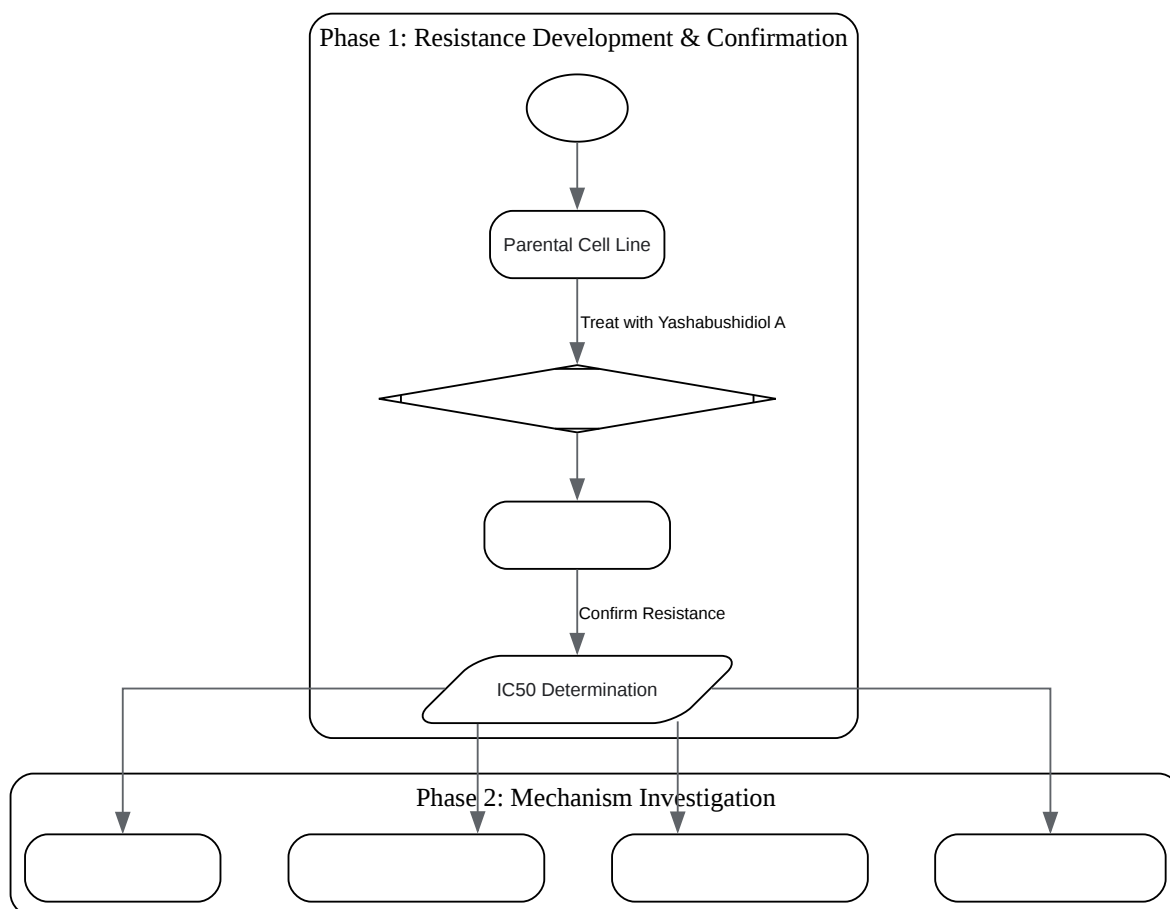 Phase 1: Resistance Development & Confirmation
Parental Cell Line
Treat with Yashabushidiol A
Confirm Resistance
IC50 Determination
Phase 2: Mechanism Investigation